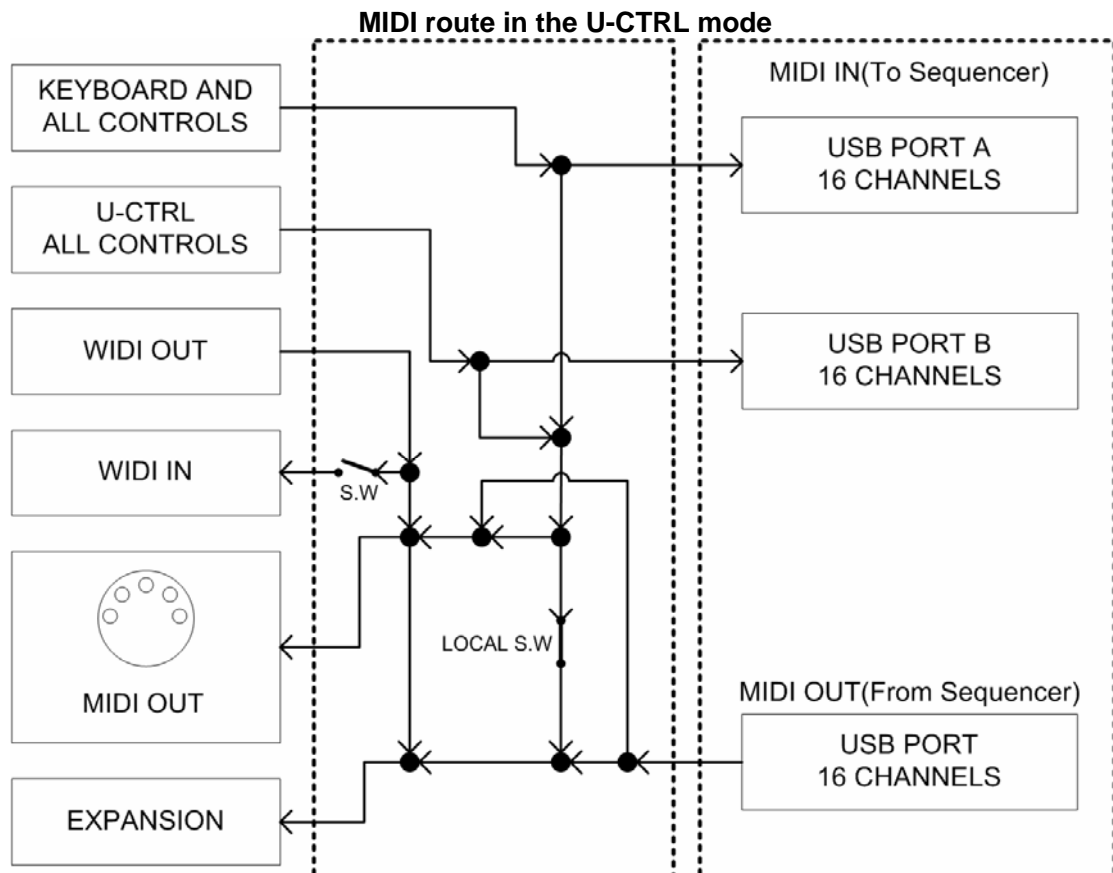 MIDI route in the U-CTRL mode
KEYBOARD AND
ALL CONTROLS
U-CTRL
ALL CONTROLS
WIDI OUT
WIDI IN
S.W
MIDI OUT
LOCAL S.W
EXPANSION
MIDI IN(To Sequencer)
USB PORT A
16 CHANNELS
USB PORT B
16 CHANNELS
MIDI OUT(From Sequencer)
USB PORT
16 CHANNELS